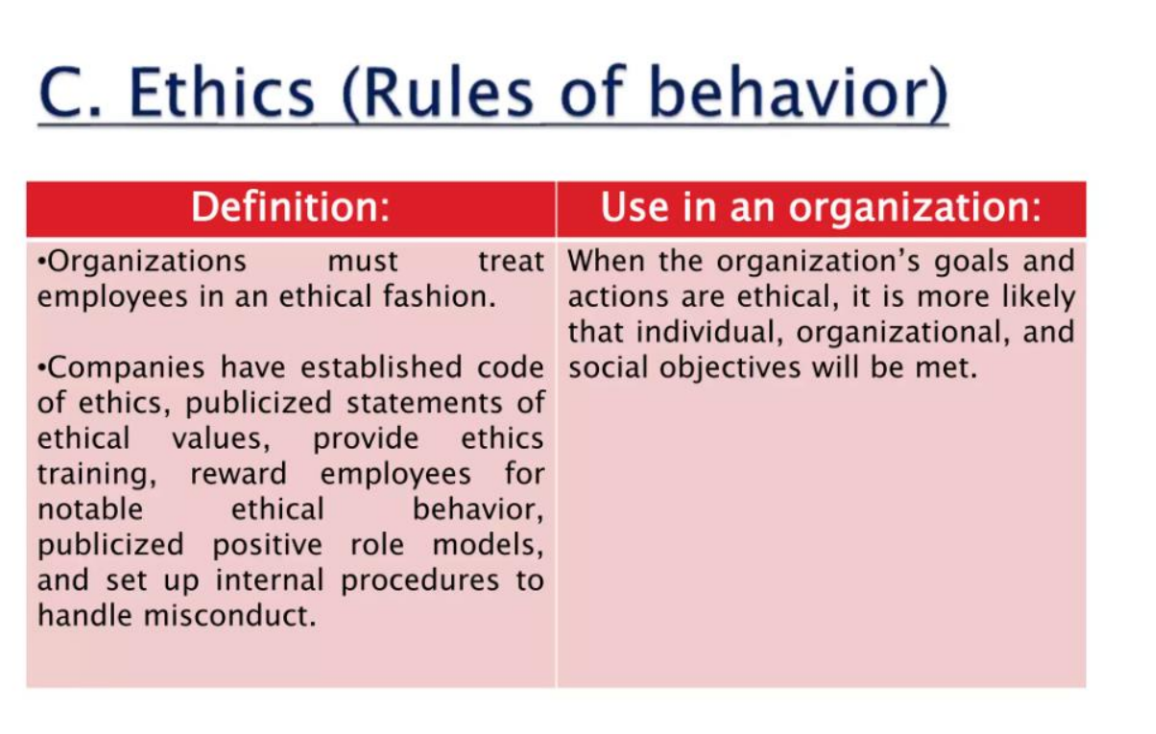 C. Ethics (Rules of behavior)
Definition:
•Organizations must treat
employees in an ethical fashion.
•Companies have established code
of ethics, publicized statements of
ethical values, provide ethics
training, reward employees for
notable ethical behavior,
publicized positive role models,
and set up internal procedures to
handle misconduct.
Use in an organization:
When the organization’s goals and
actions are ethical, it is more likely
that individual, organizational, and
social objectives will be met.